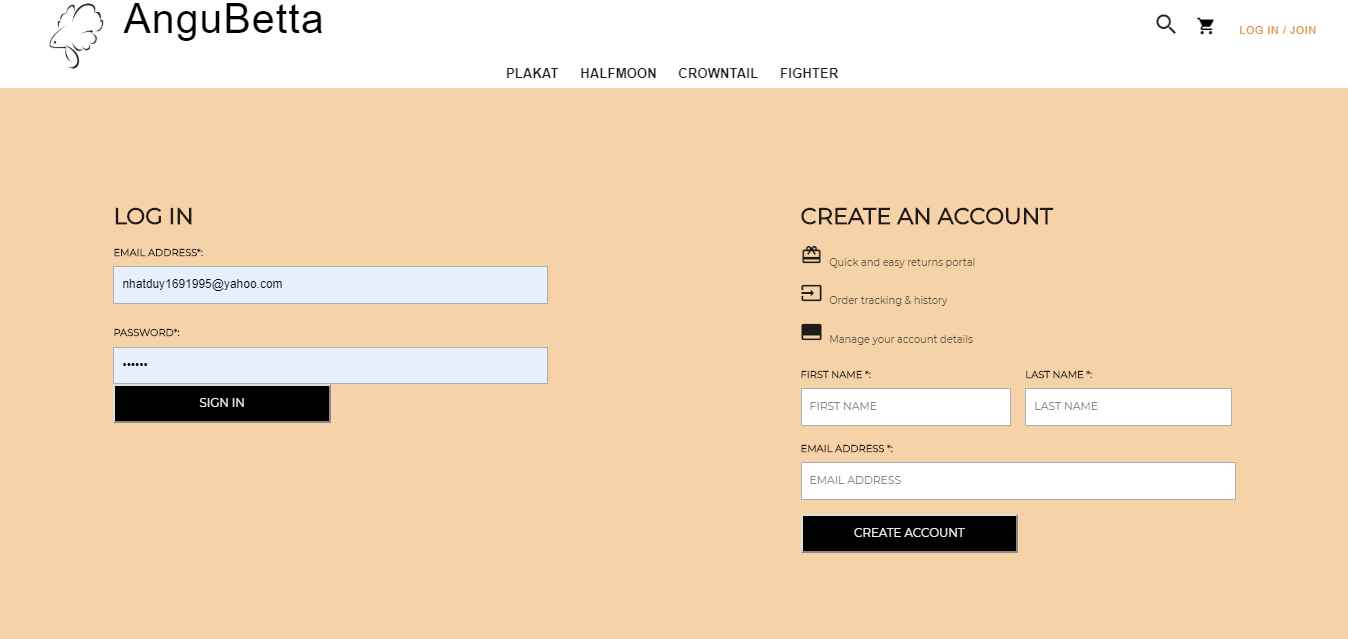 AnguBetta
LOG IN / JOIN
PLAKAT HALFMOON CROWNTAIL FIGHTER
LOG IN
EMAIL ADDRESS*:
nhatduy1691995@yahoo.com
PASSWORD*:
••••••
SIGN IN
CREATE AN ACCOUNT
Quick and easy returns portal
Order tracking & history
Manage your account details
FIRST NAME *: LAST NAME *:
FIRST NAME LAST NAME
EMAIL ADDRESS *:
EMAIL ADDRESS
CREATE ACCOUNT